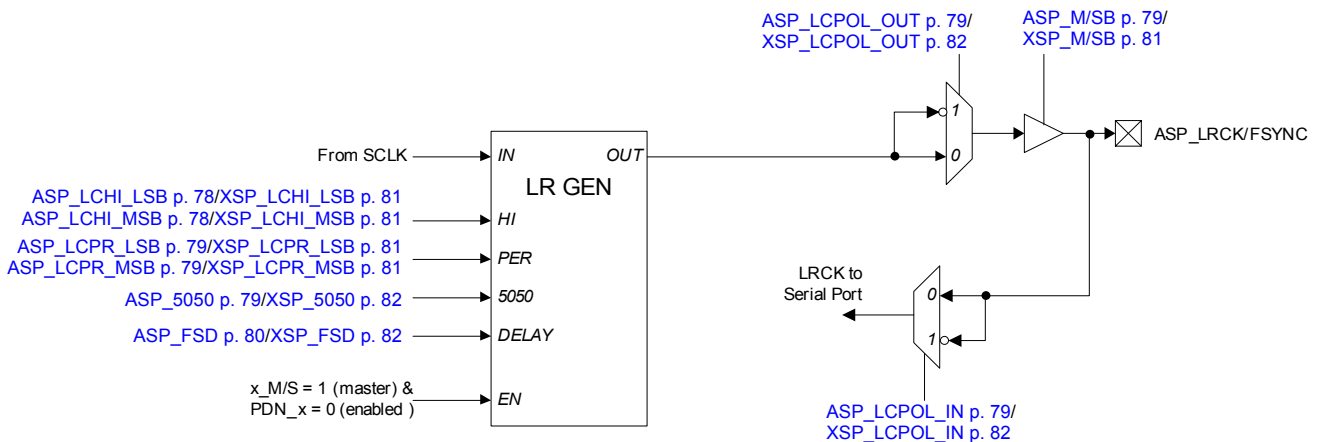 ASP_LCPOL_OUT p. 79/
XSP_LCPOL_OUT p. 82
ASP_M/SB p. 79/
XSP_M/SB p. 81
1
0
ASP_LRCK/FSYNC
From SCLK
IN
OUT
LR GEN
ASP_LCHI_LSB p. 78/XSP_LCHI_LSB p. 81
ASP_LCHI_MSB p. 78/XSP_LCHI_MSB p. 81
HI
ASP_LCPR_LSB p. 79/XSP_LCPR_LSB p. 81
ASP_LCPR_MSB p. 79/XSP_LCPR_MSB p. 81
PER
ASP_5050 p. 79/XSP_5050 p. 82
5050
ASP_FSD p. 80/XSP_FSD p. 82
DELAY
x_M/S = 1 (master) &
PDN_x = 0 (enabled )
EN
LRCK to
Serial Port
0
1
ASP_LCPOL_IN p. 79/
XSP_LCPOL_IN p. 82